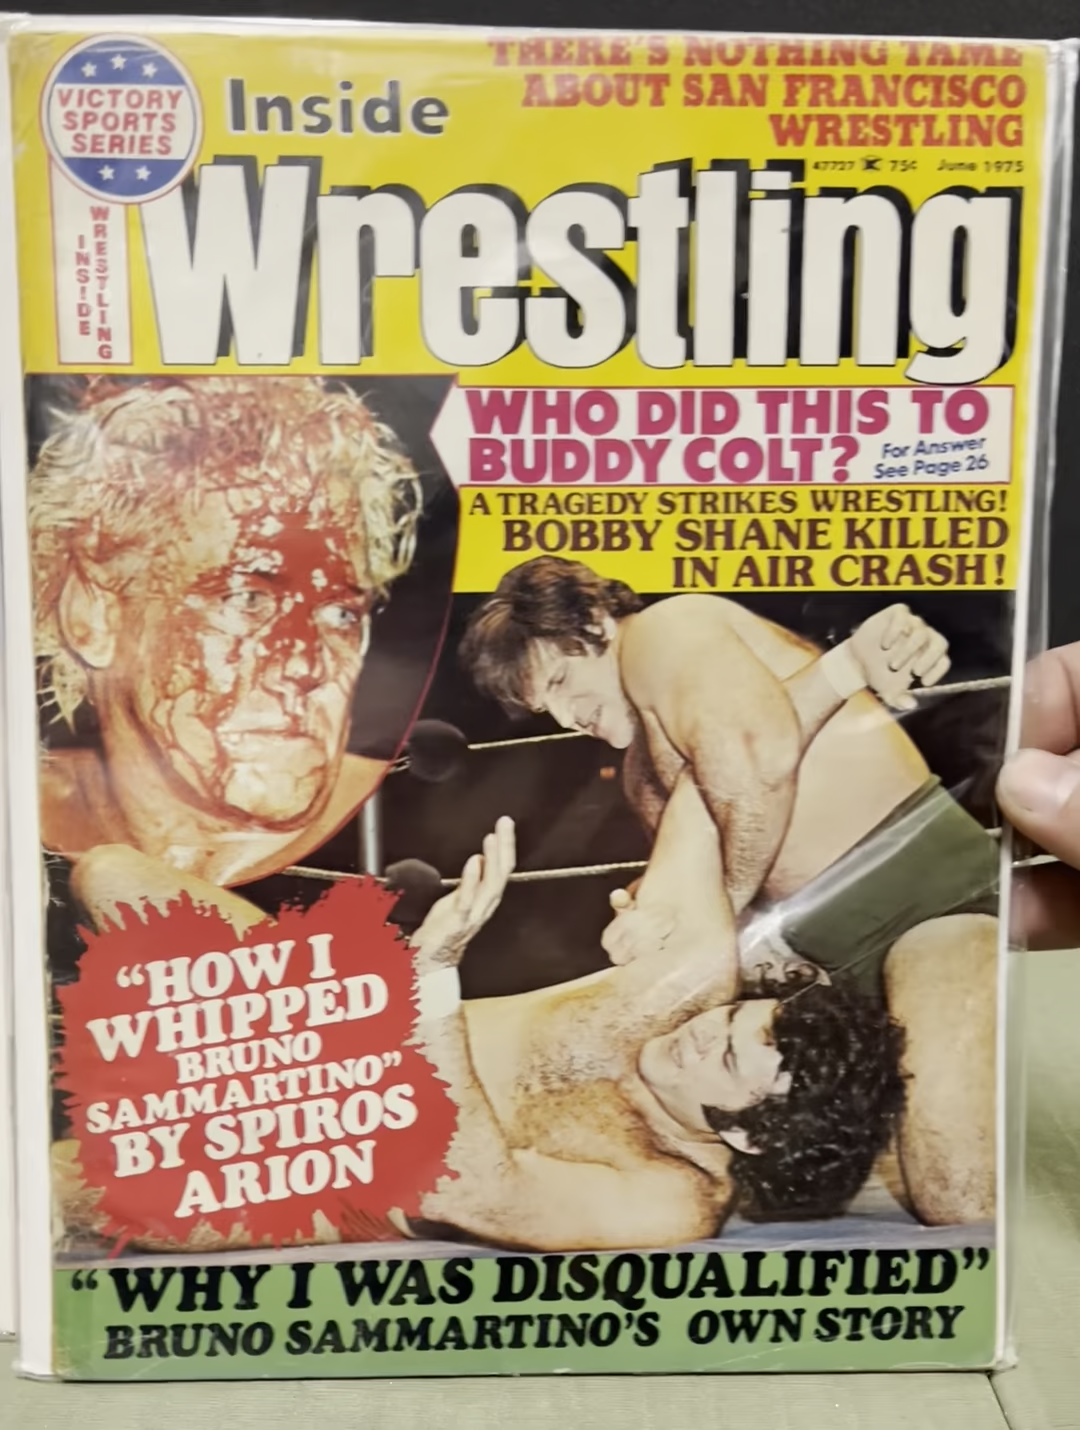 THERE'S NOTHING TAME
ABOUT SAN FRANCISCO
WRESTLING
VICTORY
SPORTS
SERIES
Inside
47727 K 75¢ June 1975
Wrestling
INSIDE
WRESTLING
WHO DID THIS TO
BUDDY COLT?
For Answer
See Page 26
A TRAGEDY STRIKES WRESTLING!
BOBBY SHANE KILLED
IN AIR CRASH!
"HOW I
WHIPPED
BRUNO
SAMMARTINO"
BY SPIROS
ARION
"WHY I WAS DISQUALIFIED"
BRUNO SAMMARTINO'S OWN STORY